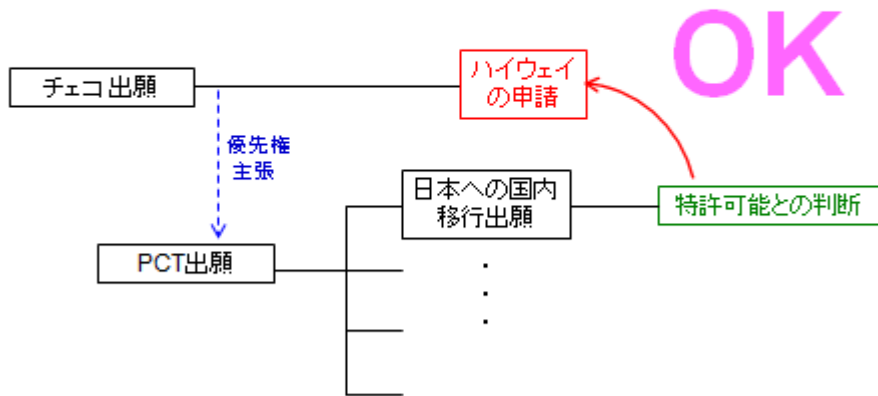 OK
チェコ出願
ハイウェイ
の申請
優先権
主張
日本への国内
移行出願
特許可能との判断
PCT出願